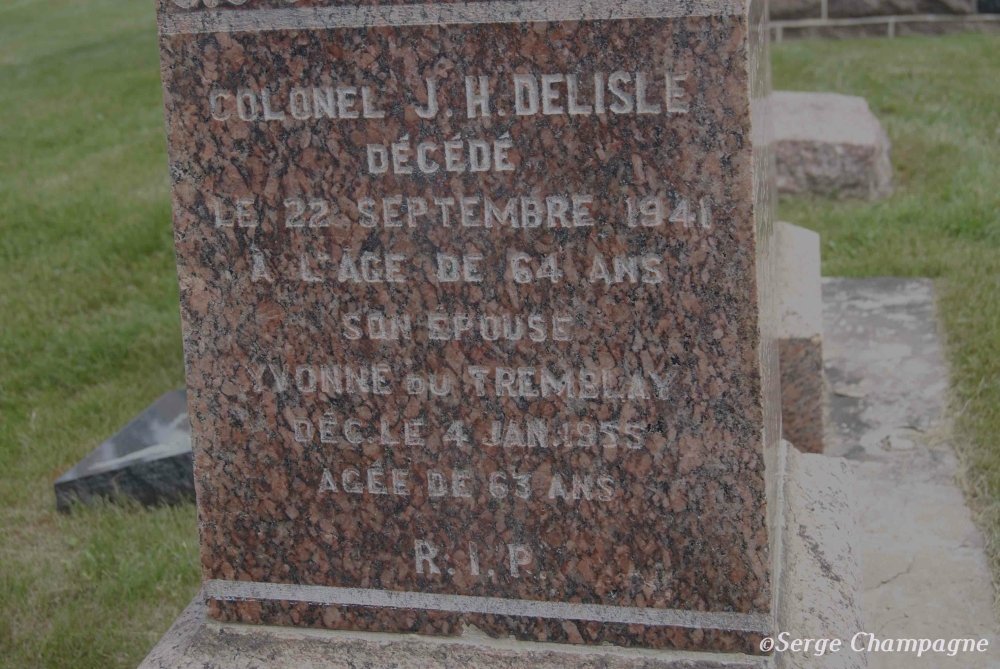 COLONEL J. H. DELISLE
DÉCÉDÉ
LE 22 SEPTEMBRE 1941
À L'ÂGE DE 64 ANS
SON ÉPOUSE
YVONNE DU TREMBLAY
DÉC. LE 4 JAN. 1955
AGÉE DE 63 ANS
R. I. P.
©Serge Champagne